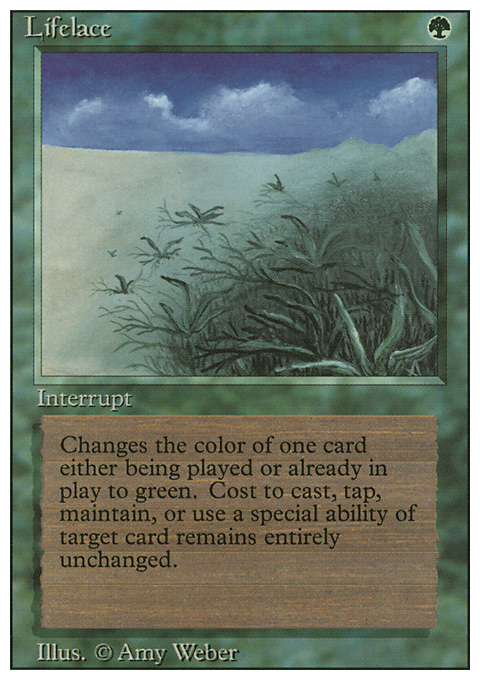 Lifelace
Interrupt
Changes the color of one card
either being played or already in
play to green. Cost to cast, tap,
maintain, or use a special ability of
target card remains entirely
unchanged.
Illus. © Amy Weber